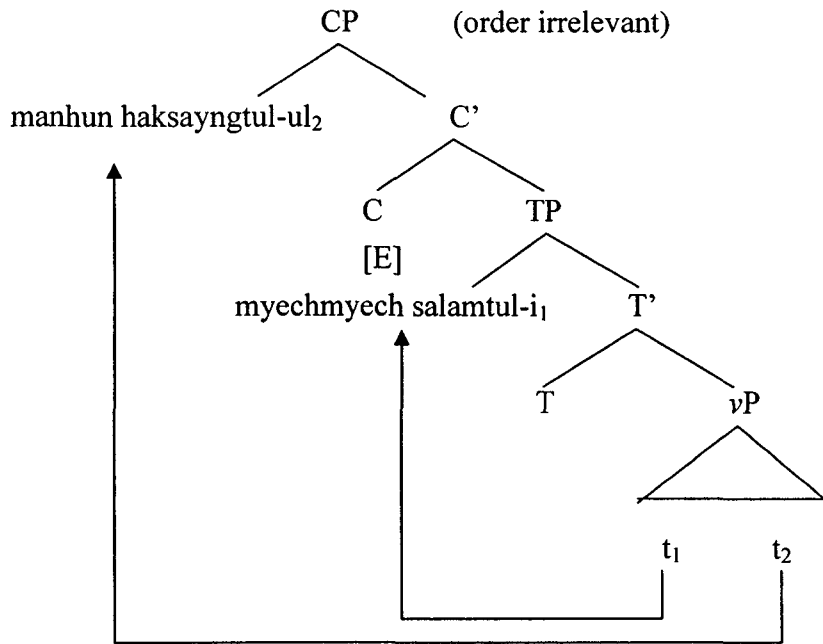 CP (order irrelevant)
manhun haksayngtul-ul₂ C’
C TP
[E]
myechmyech salamtul-i₁ T’
T vP
t₁ t₂